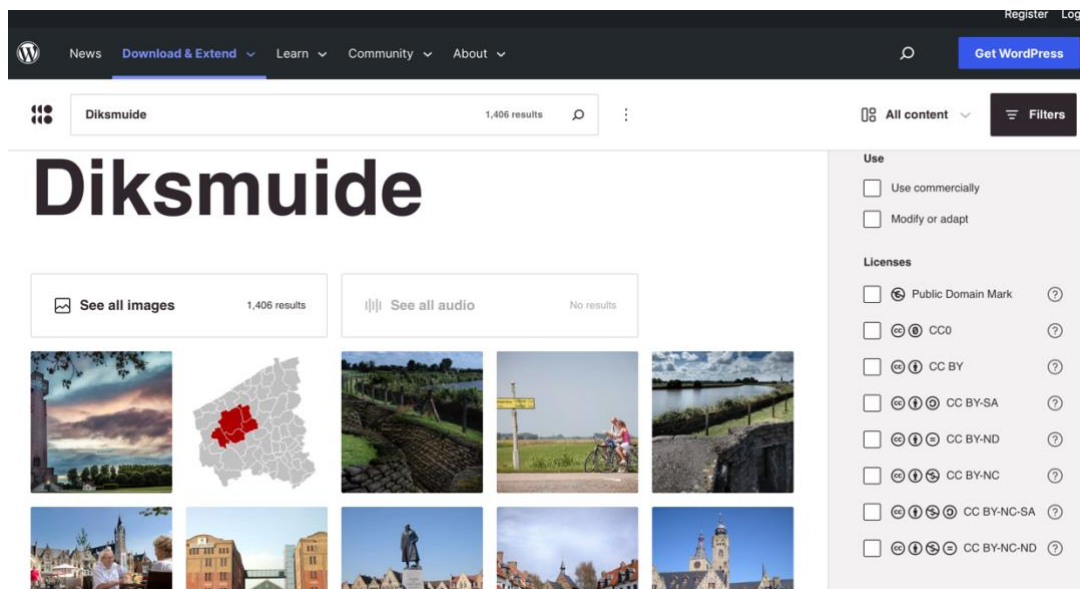 Register Log
News Download & Extend Learn Community About Get WordPress
Diksmuide 1,406 results All content Filters
Diksmuide
See all images 1,406 results See all audio No results
Use
Use commercially
Modify or adapt
Licenses
Public Domain Mark
CC0
CC BY
CC BY-SA
CC BY-ND
CC BY-NC
CC BY-NC-SA
CC BY-NC-ND